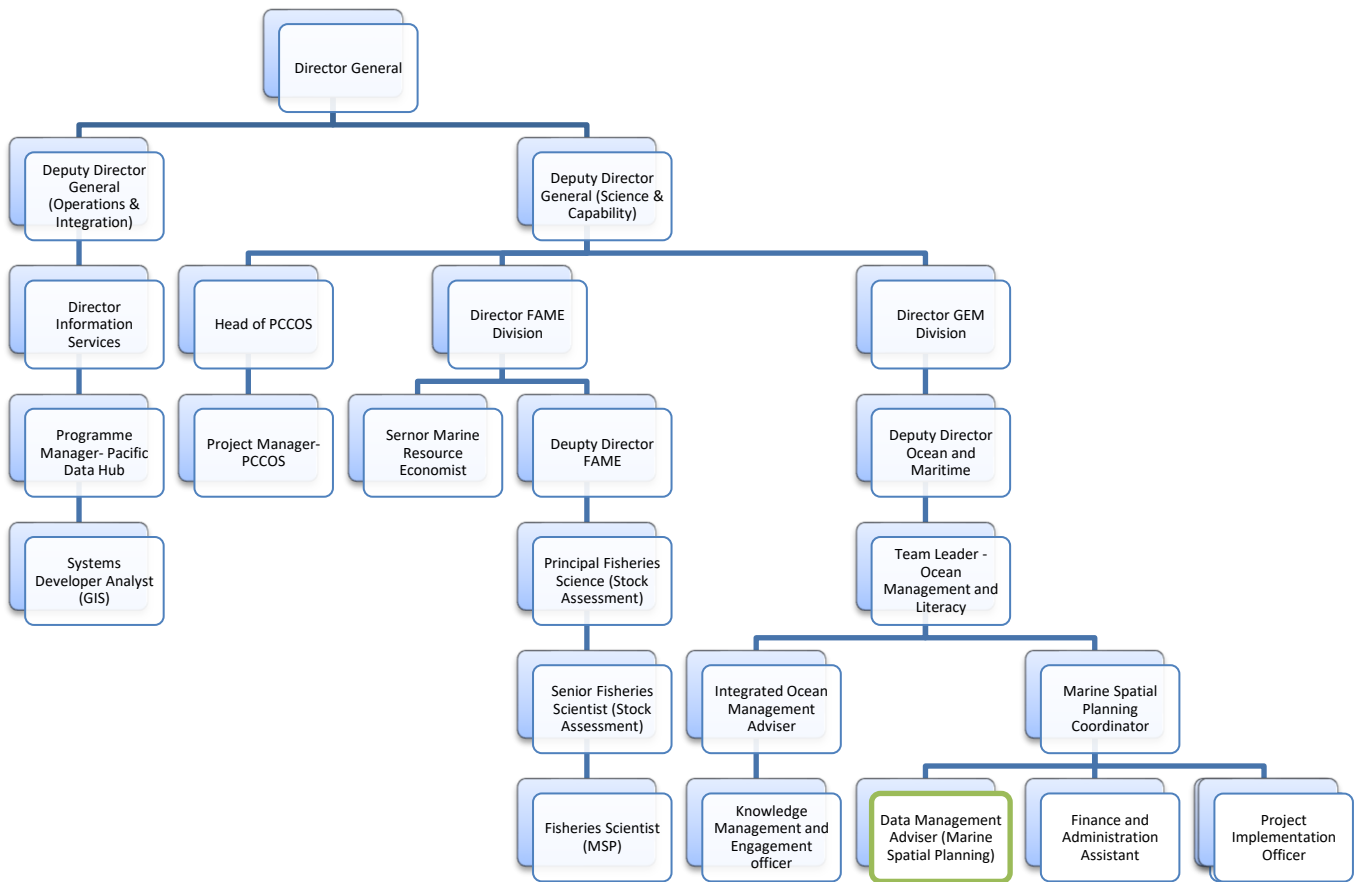 Director General
Deputy Director
General
(Operations &
Integration)
Deputy Director
General (Science &
Capability)
Director
Information
Services
Head of PCCOS
Director FAME
Division
Director GEM
Division
Programme
Manager- Pacific
Data Hub
Project Manager-
PCCOS
Sernor Marine
Resource
Economist
Deupty Director
FAME
Deputy Director
Ocean and
Maritime
Systems
Developer Analyst
(GIS)
Principal Fisheries
Science (Stock
Assessment)
Team Leader -
Ocean
Management and
Literacy
Senior Fisheries
Scientist (Stock
Assessment)
Integrated Ocean
Management
Adviser
Marine Spatial
Planning
Coordinator
Fisheries Scientist
(MSP)
Knowledge
Management and
Engagement
officer
Data Management
Adviser (Marine
Spatial Planning)
Finance and
Administration
Assistant
Project
Implementation
Officer